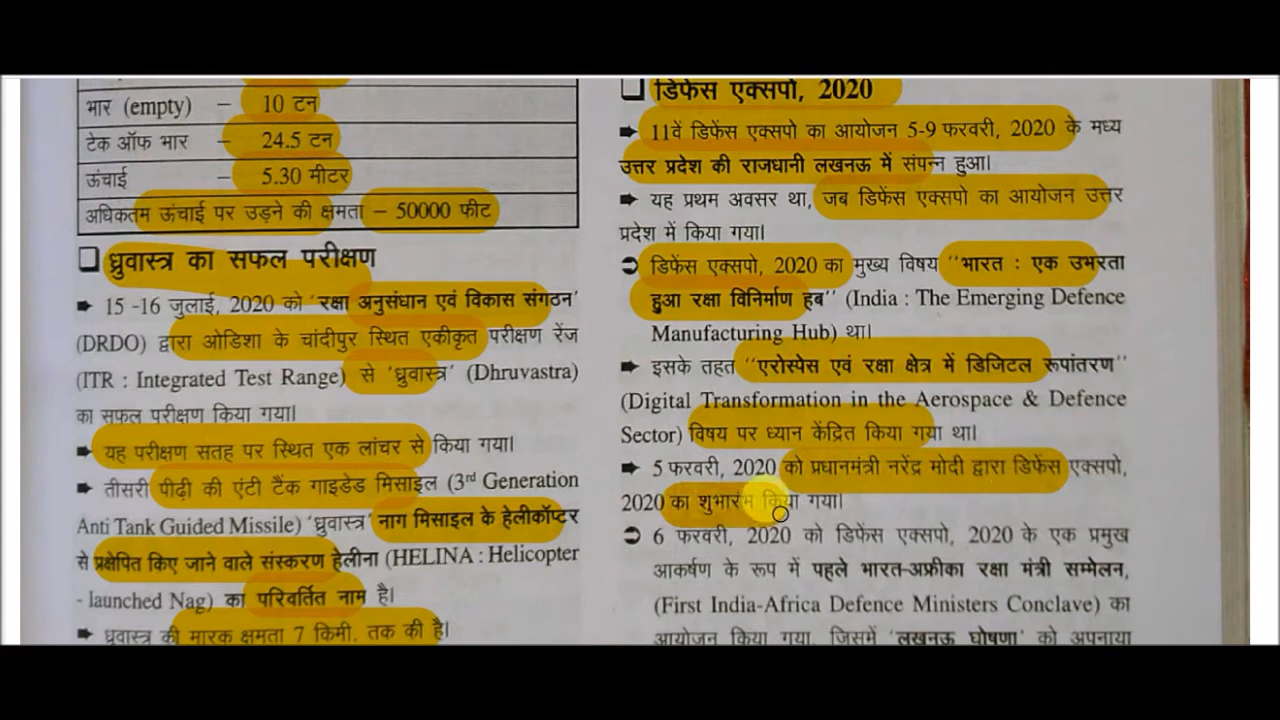 भार (empty) – 10 टन
टेक ऑफ भार – 24.5 टन
ऊंचाई – 5.30 मीटर
अधिकतम ऊंचाई पर उड़ने की क्षमता – 50000 फीट
❑ ध्रुवास्त्र का सफल परीक्षण
➨ 15 -16 जुलाई, 2020 को 'रक्षा अनुसंधान एवं विकास संगठन'
(DRDO) द्वारा ओडिशा के चांदीपुर स्थित एकीकृत परीक्षण रेंज
(ITR : Integrated Test Range) से 'ध्रुवास्त्र' (Dhruvastra)
का सफल परीक्षण किया गया।
➨ यह परीक्षण सतह पर स्थित एक लांचर से किया गया।
➨ तीसरी पीढ़ी की एंटी टैंक गाइडेड मिसाइल (3rd Generation
Anti Tank Guided Missile) 'ध्रुवास्त्र' नाग मिसाइल के हेलीकॉप्टर
से प्रक्षेपित किए जाने वाले संस्करण हेलीना (HELINA : Helicopter
- launched Nag) का परिवर्तित नाम है।
➨ ध्रुवास्त्र की मारक क्षमता 7 किमी. तक की है।
❑ डिफेंस एक्सपो, 2020
➨ 11वें डिफेंस एक्सपो का आयोजन 5-9 फरवरी, 2020 के मध्य
उत्तर प्रदेश की राजधानी लखनऊ में संपन्न हुआ।
➨ यह प्रथम अवसर था, जब डिफेंस एक्सपो का आयोजन उत्तर
प्रदेश में किया गया।
➲ डिफेंस एक्सपो, 2020 का मुख्य विषय "भारत : एक उभरता
हुआ रक्षा विनिर्माण हब" (India : The Emerging Defence
Manufacturing Hub) था।
➨ इसके तहत "एरोस्पेस एवं रक्षा क्षेत्र में डिजिटल रूपांतरण"
(Digital Transformation in the Aerospace & Defence
Sector) विषय पर ध्यान केंद्रित किया गया था।
➨ 5 फरवरी, 2020 को प्रधानमंत्री नरेंद्र मोदी द्वारा डिफेंस एक्सपो,
2020 का शुभारंभ किया गया।
➲ 6 फरवरी, 2020 को डिफेंस एक्सपो, 2020 के एक प्रमुख
आकर्षण के रूप में पहले भारत-अफ्रीका रक्षा मंत्री सम्मेलन,
(First India-Africa Defence Ministers Conclave) का
आयोजन किया गया, जिसमें 'लखनऊ घोषणा' को अपनाया